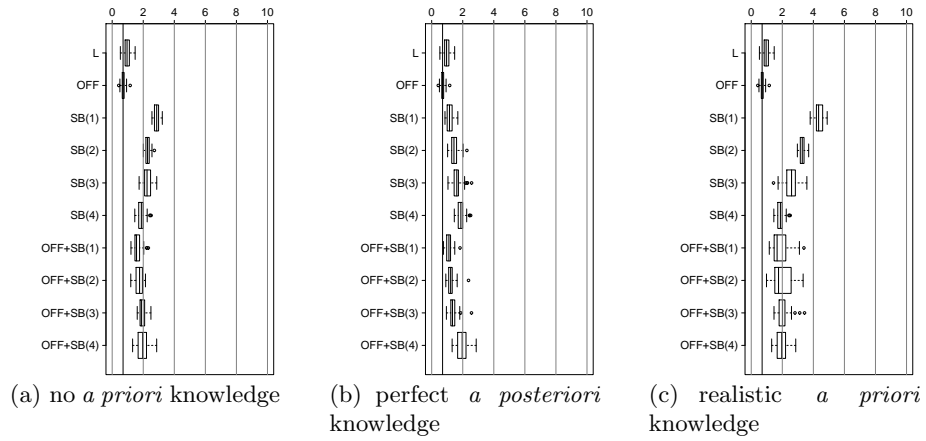 0 2 4 6 8 10
L
OFF
SB(1)
SB(2)
SB(3)
SB(4)
OFF+SB(1)
OFF+SB(2)
OFF+SB(3)
OFF+SB(4)
(a) no a priori knowledge
0 2 4 6 8 10
L
OFF
SB(1)
SB(2)
SB(3)
SB(4)
OFF+SB(1)
OFF+SB(2)
OFF+SB(3)
OFF+SB(4)
(b) perfect a posteriori
knowledge
0 2 4 6 8 10
L
OFF
SB(1)
SB(2)
SB(3)
SB(4)
OFF+SB(1)
OFF+SB(2)
OFF+SB(3)
OFF+SB(4)
(c) realistic a priori
knowledge